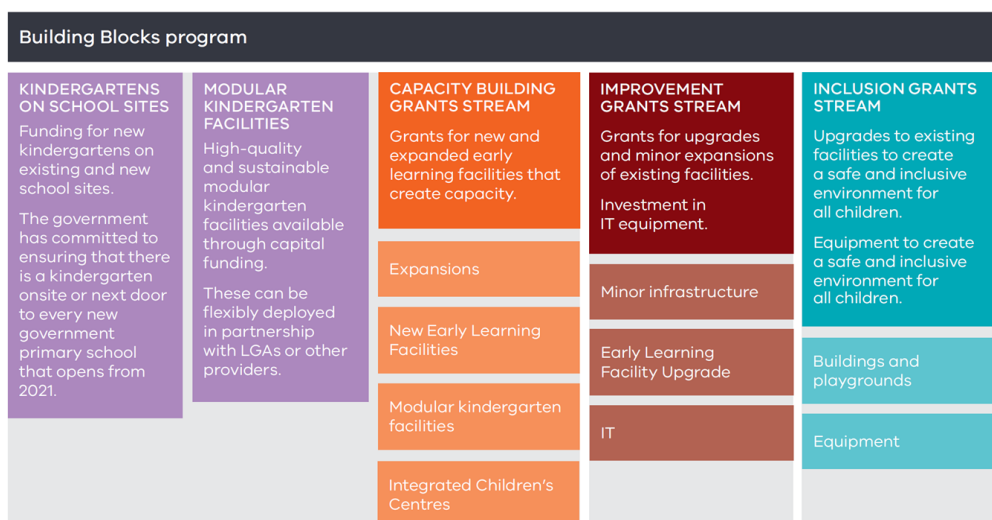 Building Blocks program
KINDERGARTENS
ON SCHOOL SITES
Funding for new
kindergartens on
existing and new
school sites.
The government
has committed to
ensuring that there
is a kindergarten
onsite or next door
to every new
government
primary school
that opens from
2021.
MODULAR
KINDERGARTEN
FACILITIES
High-quality
and sustainable
modular
kindergarten
facilities available
through capital
funding.
These can be
flexibly deployed
in partnership
with LGAs or other
providers.
CAPACITY BUILDING
GRANTS STREAM
Grants for new and
expanded early
learning facilities that
create capacity.
Expansions
New Early Learning
Facilities
Modular kindergarten
facilities
Integrated Children's
Centres
IMPROVEMENT
GRANTS STREAM
Grants for upgrades
and minor expansions
of existing facilities.
Investment in
IT equipment.
Minor infrastructure
Early Learning
Facility Upgrade
IT
INCLUSION GRANTS
STREAM
Upgrades to existing
facilities to create
a safe and inclusive
environment for
all children.
Equipment to create
a safe and inclusive
environment for
all children.
Buildings and
playgrounds
Equipment